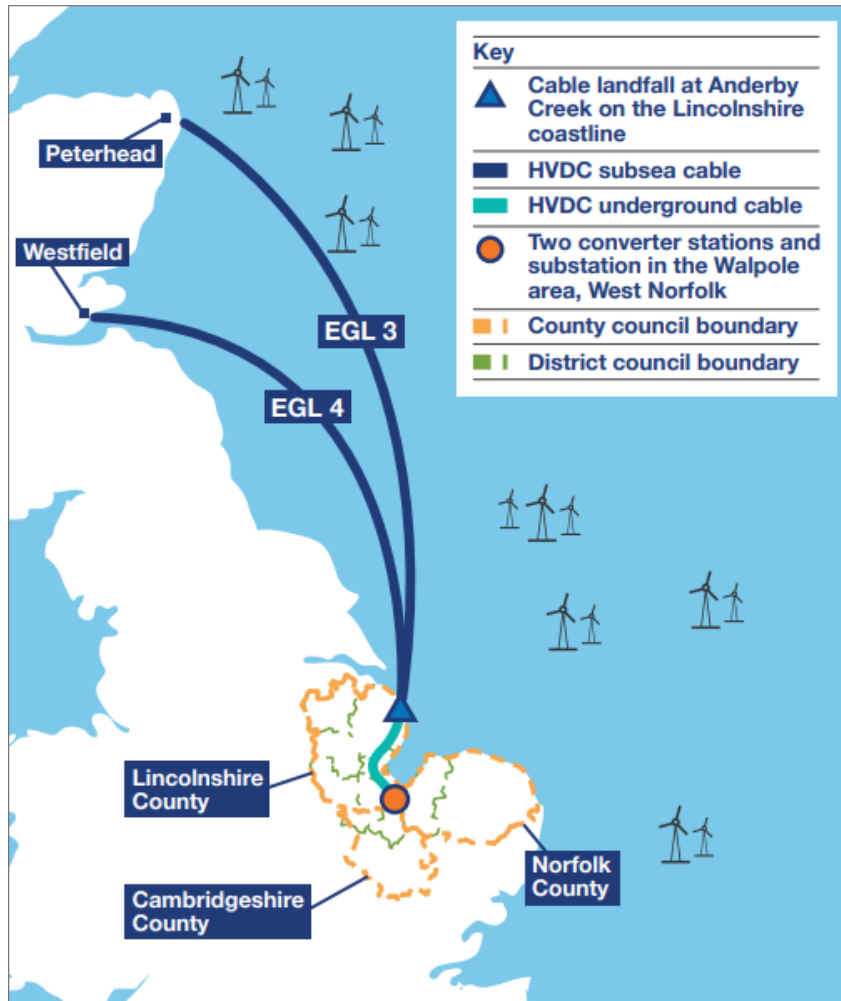 Key
Cable landfall at Anderby
Creek on the Lincolnshire
coastline
HVDC subsea cable
HVDC underground cable
Two converter stations and
substation in the Walpole
area, West Norfolk
County council boundary
District council boundary
Peterhead
Westfield
EGL 3
EGL 4
Lincolnshire
County
Cambridgeshire
County
Norfolk
County